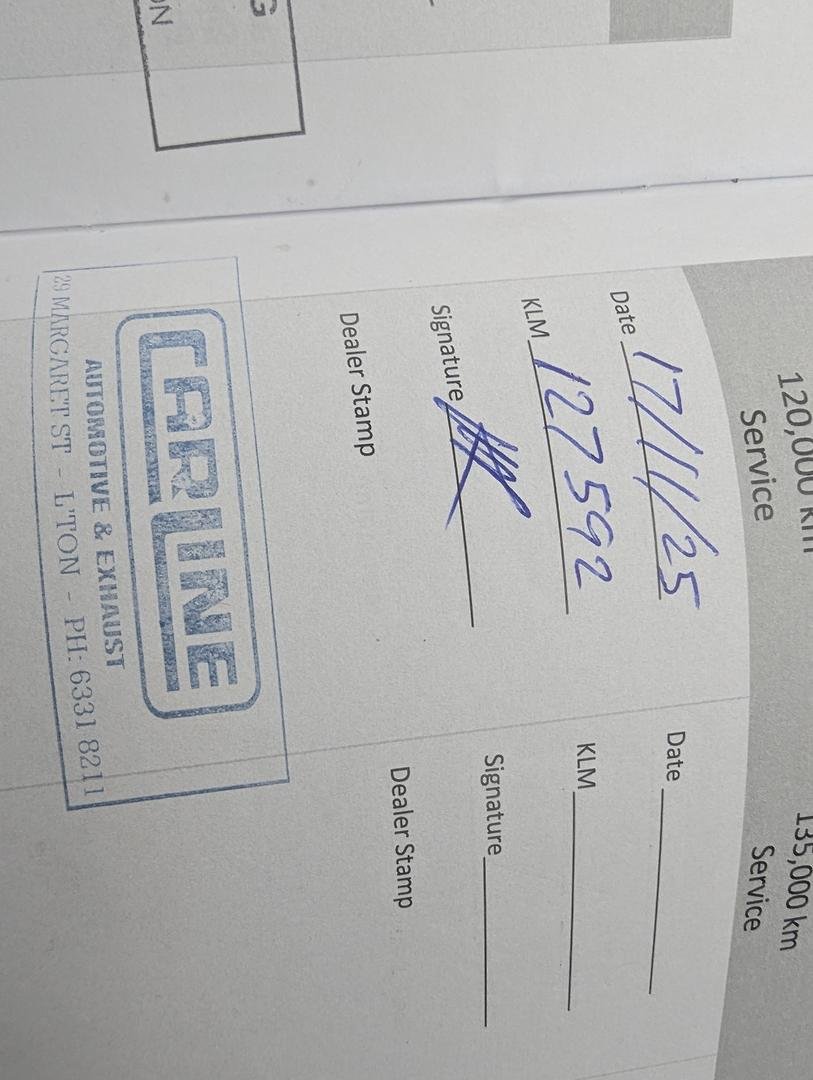 G
ON
120,000 km
Service
Date 17/11/25
KLM 127592
Signature
Dealer Stamp
CARLINE
AUTOMOTIVE & EXHAUST
29 MARGARET ST - L'TON - PH: 6331 8211
135,000 km
Service
Date
KLM
Signature
Dealer Stamp